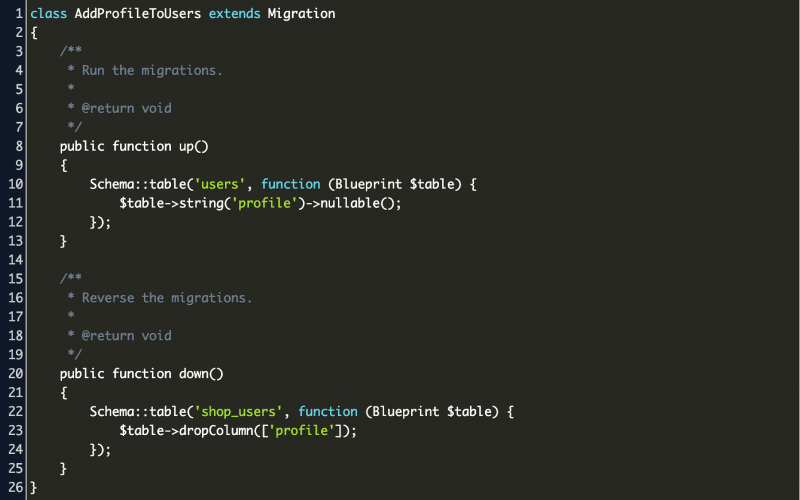 1 class AddProfileToUsers extends Migration
2 {
3     /**
4      * Run the migrations.
5      *
6      * @return void
7      */
8     public function up()
9     {
10         Schema::table('users', function (Blueprint $table) {
11             $table->string('profile')->nullable();
12         });
13     }
14
15     /**
16      * Reverse the migrations.
17      *
18      * @return void
19      */
20     public function down()
21     {
22         Schema::table('shop_users', function (Blueprint $table) {
23             $table->dropColumn(['profile']);
24         });
25     }
26 }